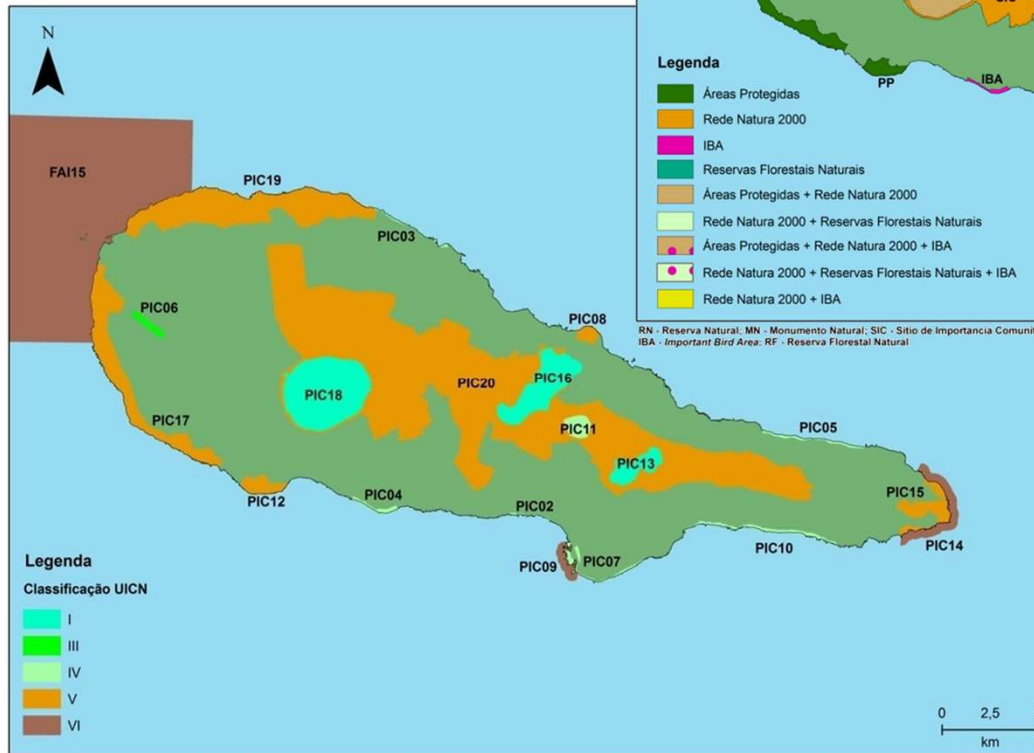 N
FAI15
PIC19
PIC03
PIC06
PIC08
PIC18
PIC20
PIC16
PIC11
PIC13
PIC17
PIC12
PIC04
PIC02
PIC05
PIC15
PIC14
PIC10
PIC09
PIC07
Legenda
Classificação UICN
I
III
IV
V
VI
0 2,5
km
PP
IBA
Legenda
Áreas Protegidas
Rede Natura 2000
IBA
Reservas Florestais Naturais
Áreas Protegidas + Rede Natura 2000
Rede Natura 2000 + Reservas Florestais Naturais
Áreas Protegidas + Rede Natura 2000 + IBA
Rede Natura 2000 + Reservas Florestais Naturais + IBA
Rede Natura 2000 + IBA
RN - Reserva Natural; MN - Monumento Natural; SIC - Sitio de Importancia Comunit
IBA - Important Bird Area; RF - Reserva Florestal Natural